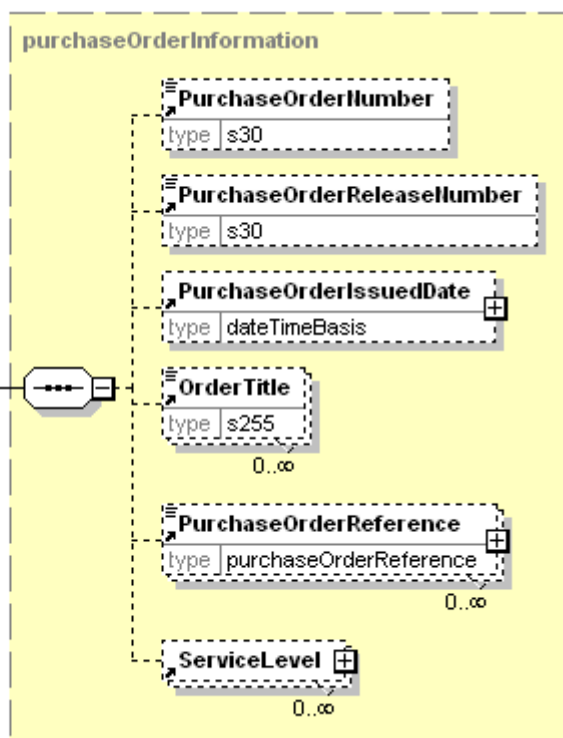 purchaseOrderInformation
PurchaseOrderNumber
type s30
PurchaseOrderReleaseNumber
type s30
PurchaseOrderIssuedDate
type dateTimeBasis
OrderTitle
type s255
0..∞
PurchaseOrderReference
type purchaseOrderReference
0..∞
ServiceLevel
0..∞